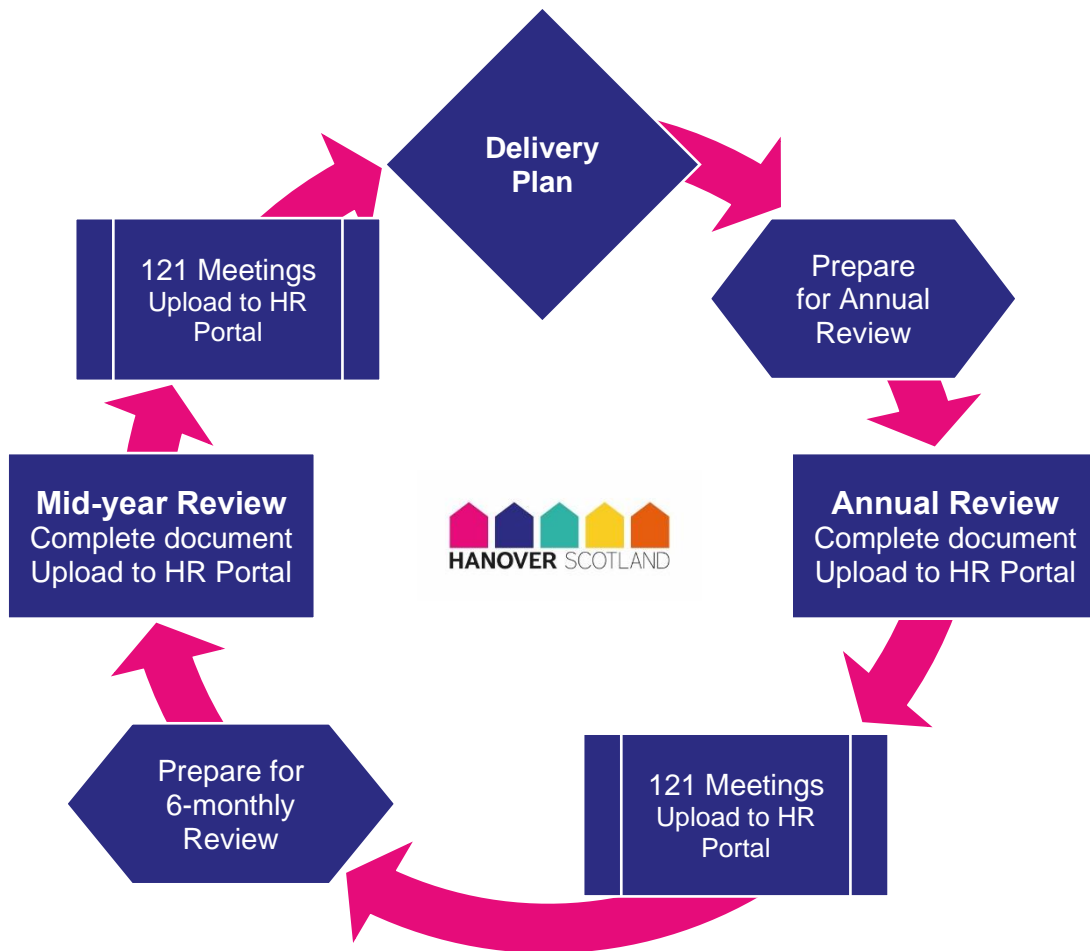 Delivery
Plan
Prepare
for Annual
Review
Annual Review
Complete document
Upload to HR Portal
121 Meetings
Upload to HR
Portal
Prepare for
6-monthly
Review
Mid-year Review
Complete document
Upload to HR Portal
121 Meetings
Upload to HR
Portal
HANOVER SCOTLAND